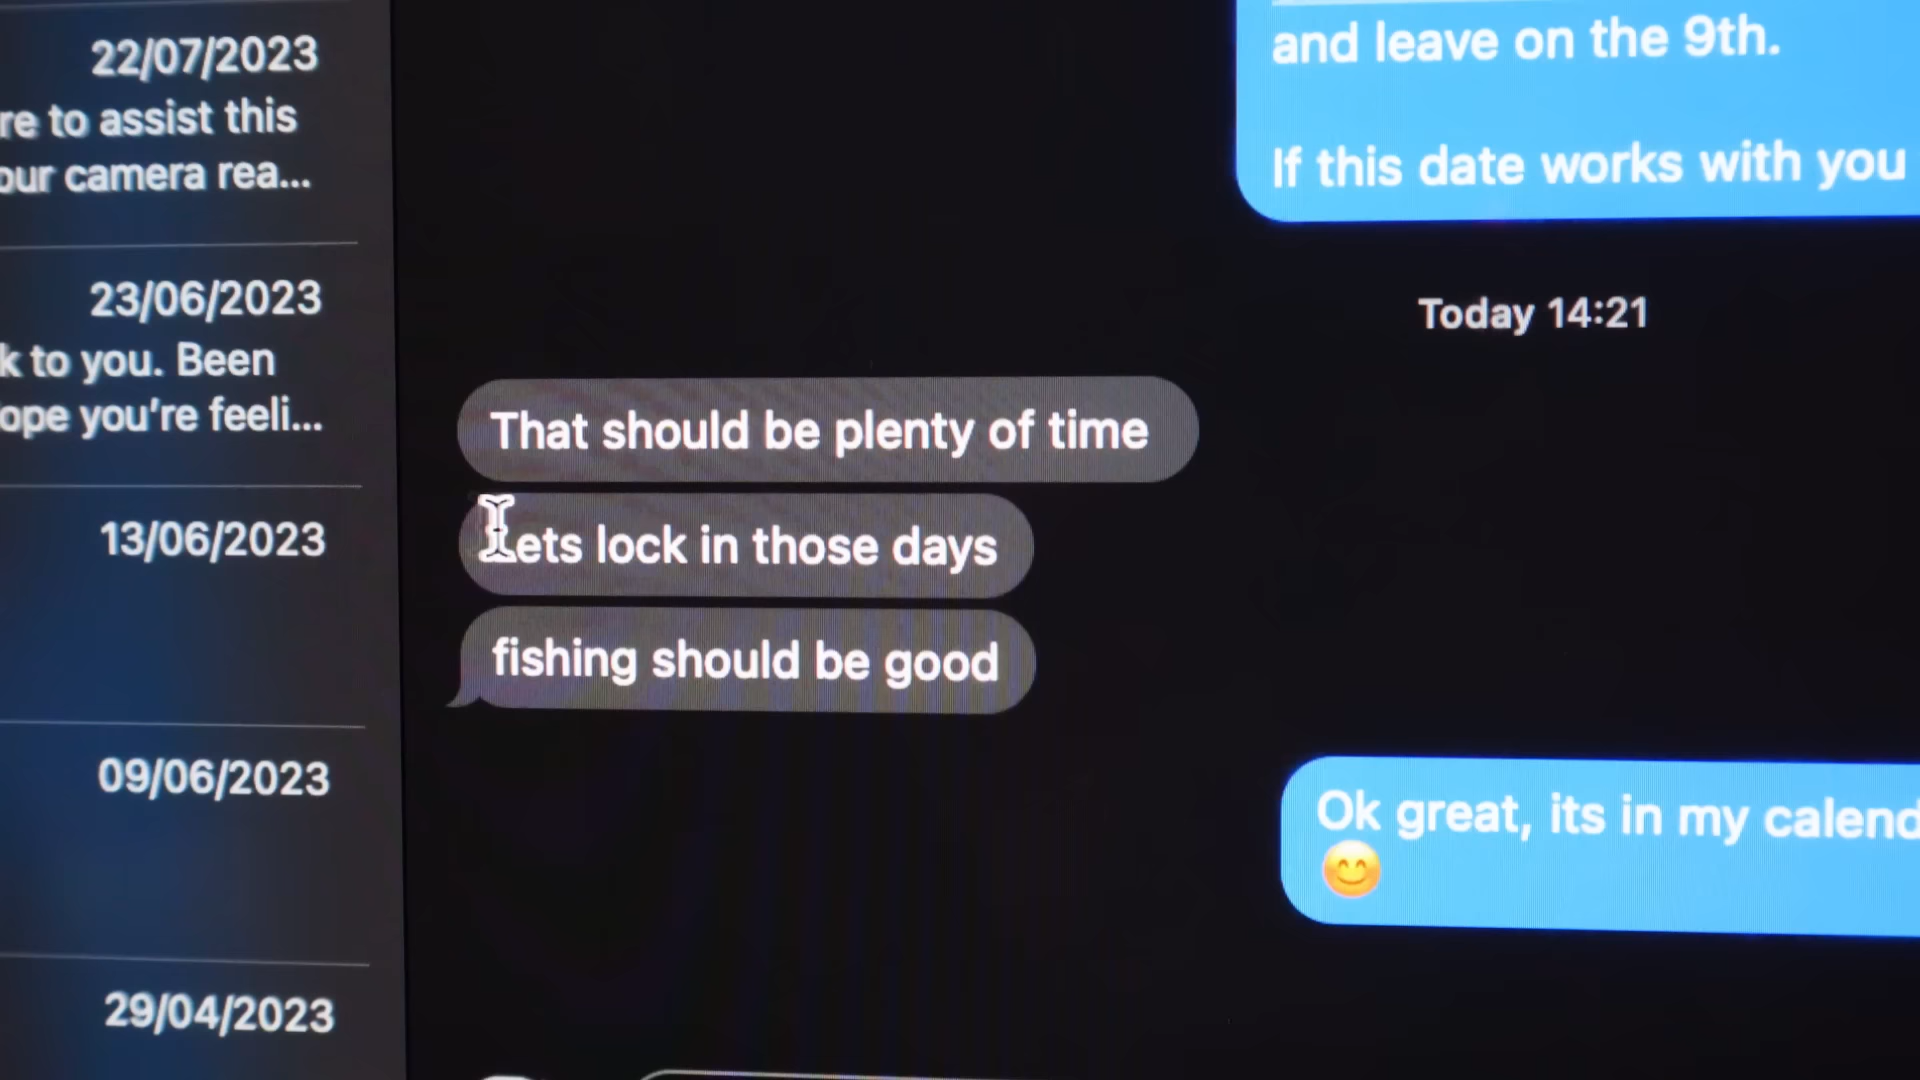 22/07/2023
re to assist this
our camera rea...
23/06/2023
k to you. Been
ope you're feeli...
13/06/2023
09/06/2023
29/04/2023
and leave on the 9th.
If this date works with you
Today 14:21
That should be plenty of time
Lets lock in those days
fishing should be good
Ok great, its in my calend
😊